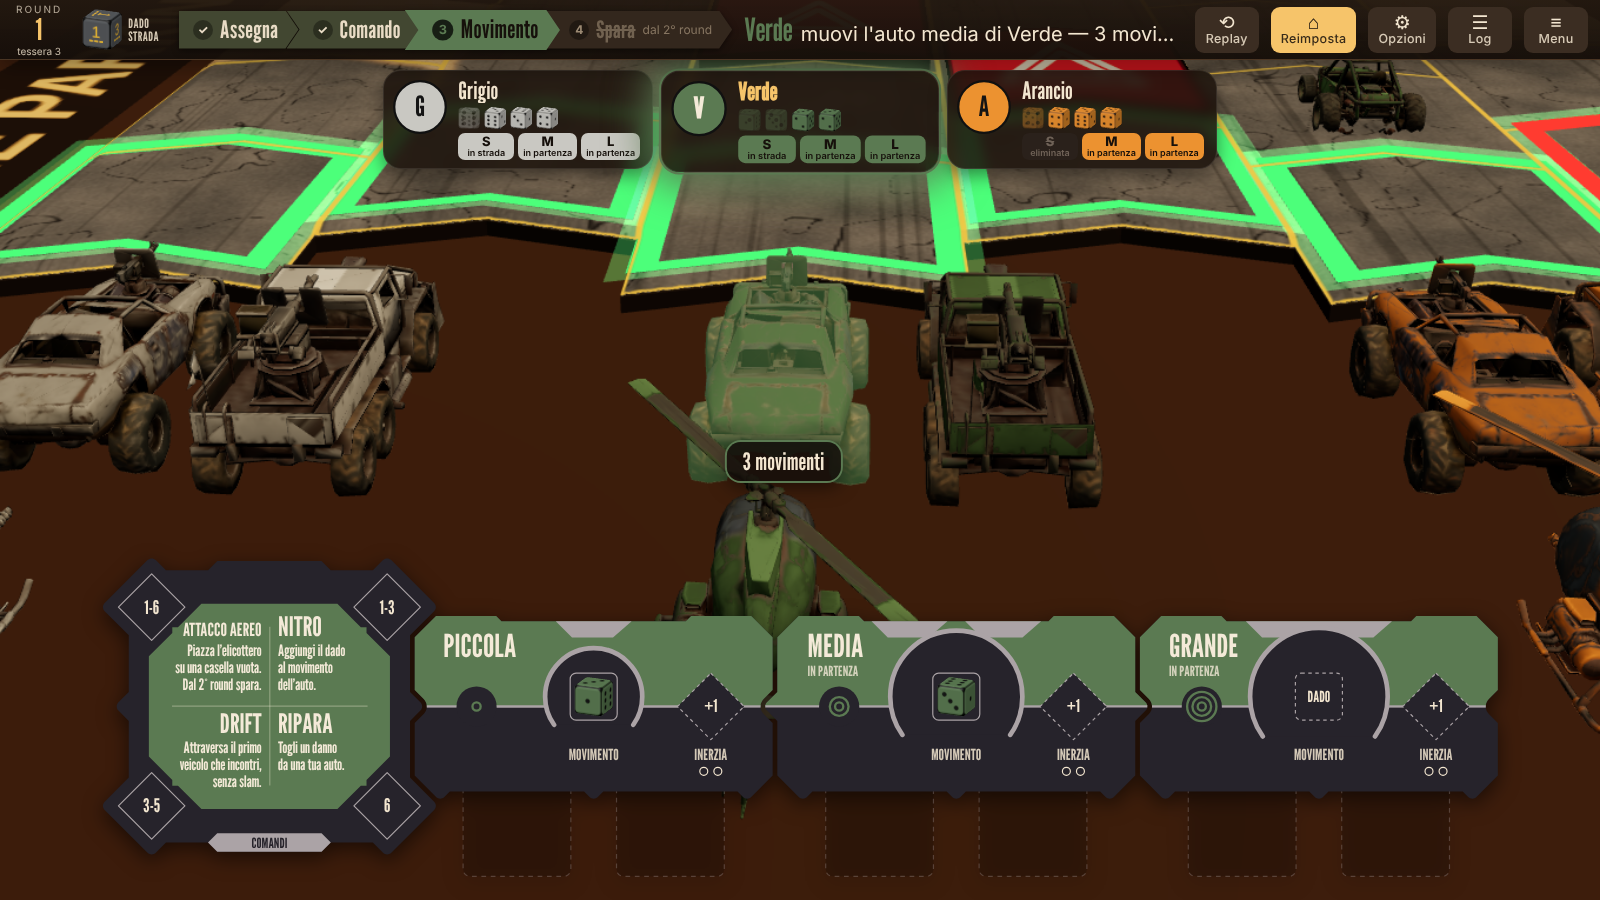 ROUND
1
tessera 3
1
DADO
STRADA
Assegna
Comando
3 Movimento
4 Spara dal 2° round
Verde muovi l'auto media di Verde — 3 movi...
Replay
Reimposta
Opzioni
Log
Menu
E PAR
G
Grigio
S
in strada
M
in partenza
L
in partenza
V
Verde
S
in strada
M
in partenza
L
in partenza
A
Arancio
S
eliminata
M
in partenza
L
in partenza
3 movimenti
1-6
1-3
ATTACCO AEREO
Piazza l'elicottero
su una casella vuota.
Dal 2° round spara.
NITRO
Aggiungi il dado
al movimento
dell'auto.
DRIFT
Attraversa il primo
veicolo che incontri,
senza slam.
RIPARA
Togli un danno
da una tua auto.
3-5
6
COMANDI
PICCOLA
+1
MOVIMENTO
INERZIA
MEDIA
IN PARTENZA
+1
MOVIMENTO
INERZIA
GRANDE
IN PARTENZA
DADO
+1
MOVIMENTO
INERZIA